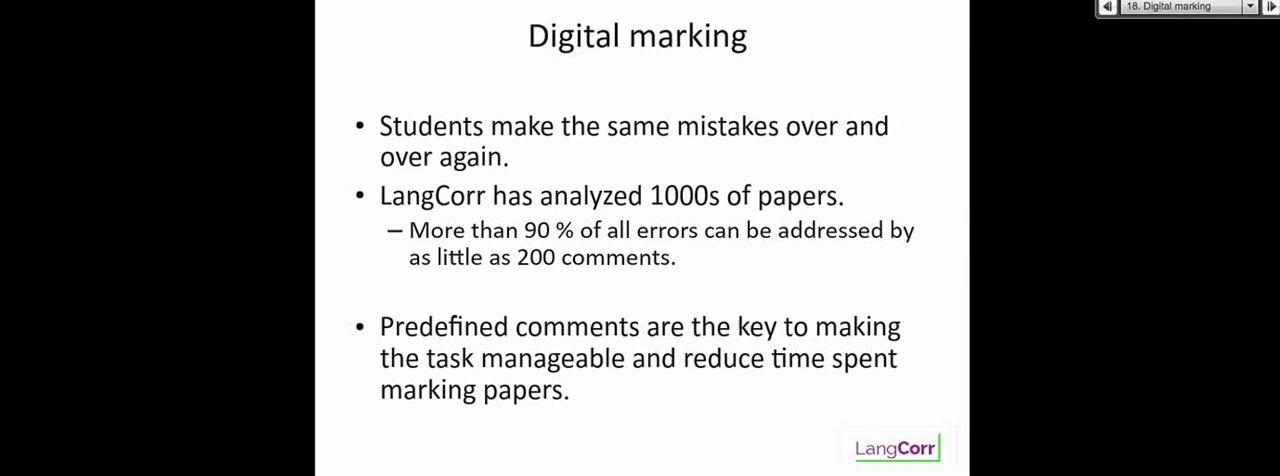 18. Digital marking
Digital marking
• Students make the same mistakes over and
over again.
• LangCorr has analyzed 1000s of papers.
– More than 90 % of all errors can be addressed by
as little as 200 comments.
• Predefined comments are the key to making
the task manageable and reduce time spent
marking papers.
LangCorr